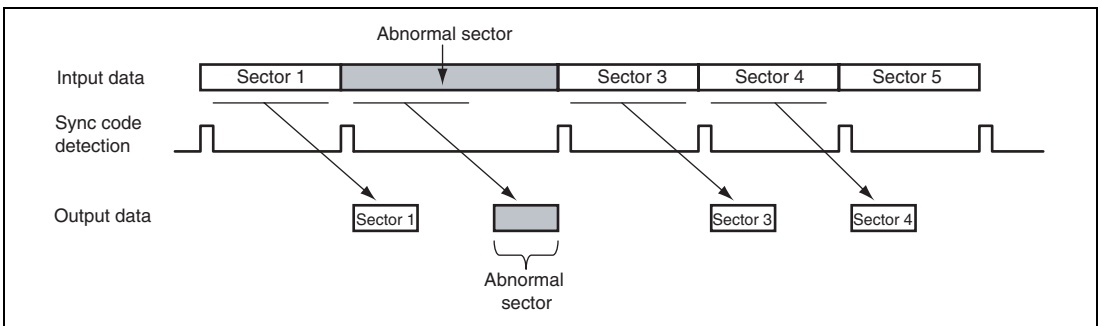 Abnormal sector
Intput data
Sector 1
Sector 3
Sector 4
Sector 5
Sync code
detection
Output data
Sector 1
Sector 3
Sector 4
Abnormal
sector